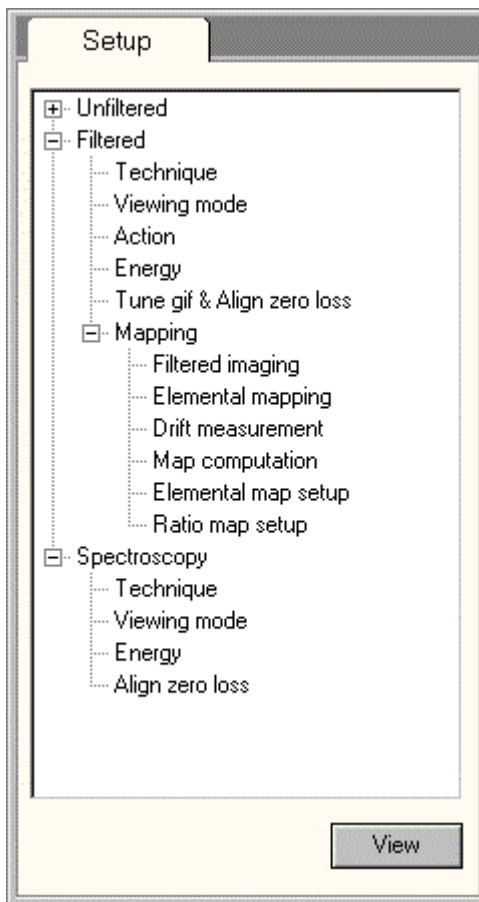 Setup
Unfiltered
Filtered
Technique
Viewing mode
Action
Energy
Tune gif & Align zero loss
Mapping
Filtered imaging
Elemental mapping
Drift measurement
Map computation
Elemental map setup
Ratio map setup
Spectroscopy
Technique
Viewing mode
Energy
Align zero loss
View